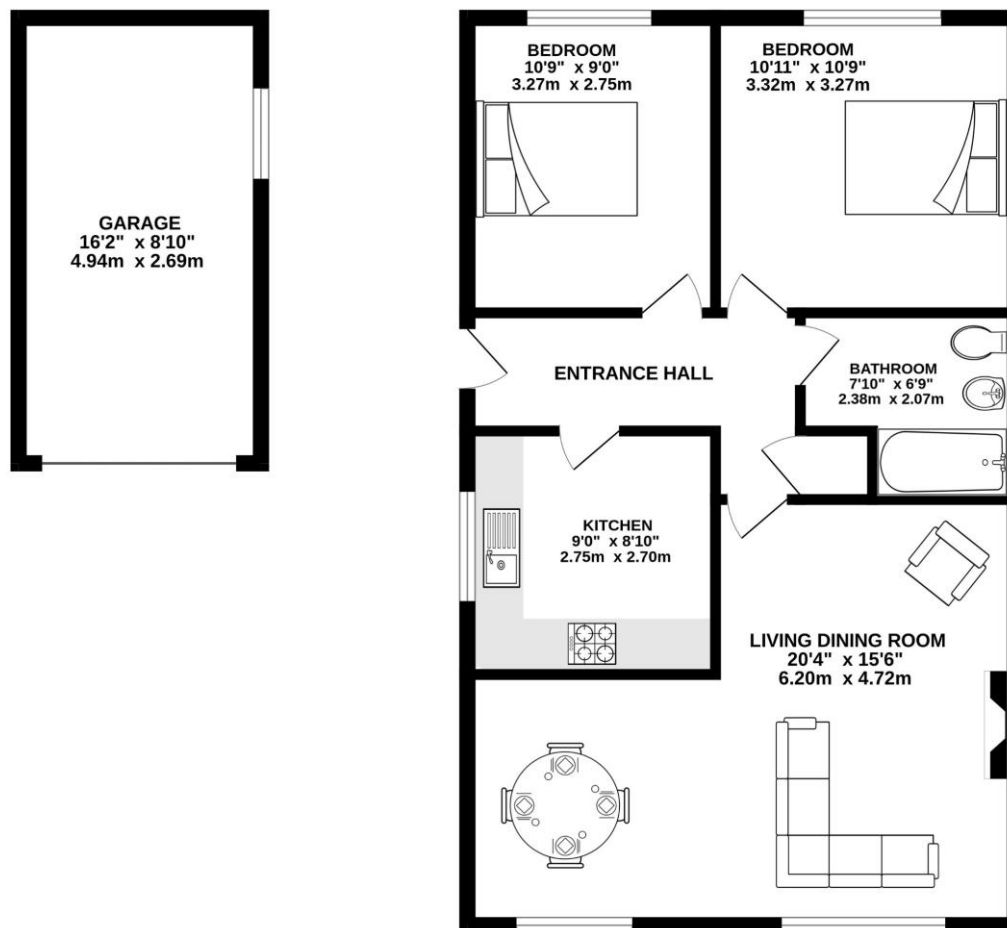 GARAGE
16'2" x 8'10"
4.94m x 2.69m
BEDROOM
10'9" x 9'0"
3.27m x 2.75m
BEDROOM
10'11" x 10'9"
3.32m x 3.27m
ENTRANCE HALL
BATHROOM
7'10" x 6'9"
2.38m x 2.07m
KITCHEN
9'0" x 8'10"
2.75m x 2.70m
LIVING DINING ROOM
20'4" x 15'6"
6.20m x 4.72m